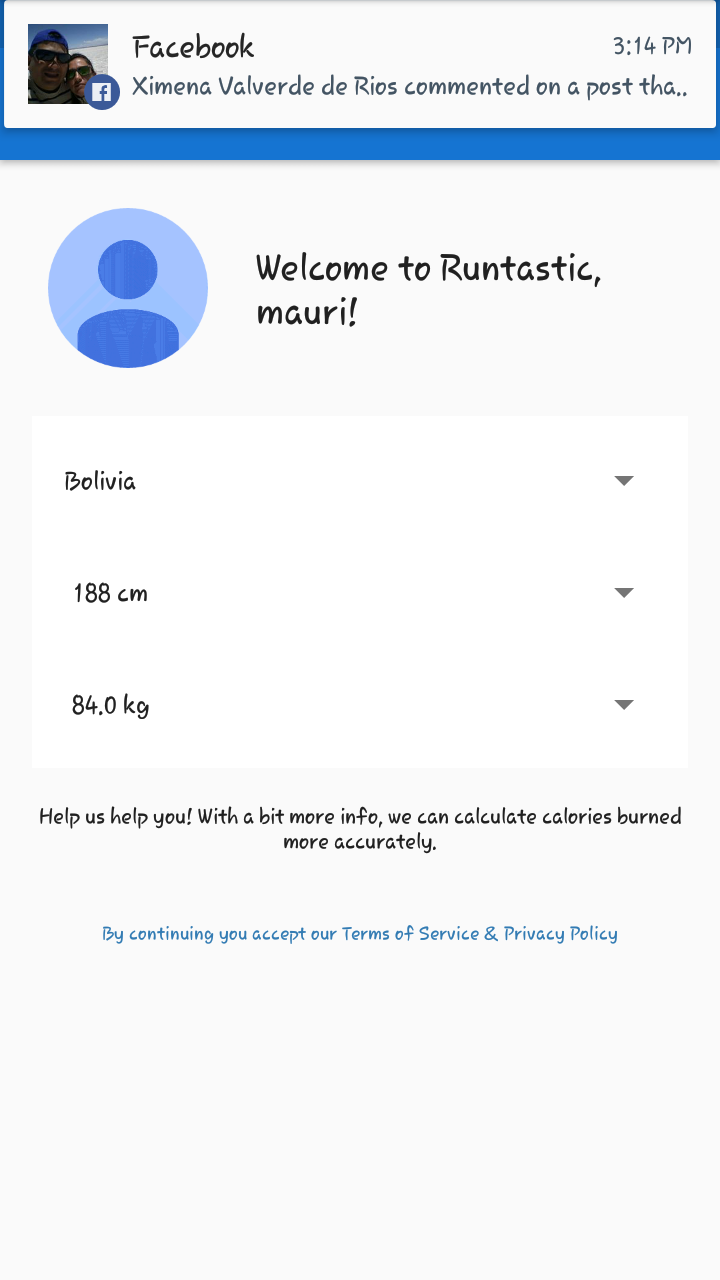 Facebook
3:14 PM
Ximena Valverde de Rios commented on a post tha..
Welcome to Runtastic,
mauri!
Bolivia
188 cm
84.0 kg
Help us help you! With a bit more info, we can calculate calories burned
more accurately.
By continuing you accept our Terms of Service & Privacy Policy